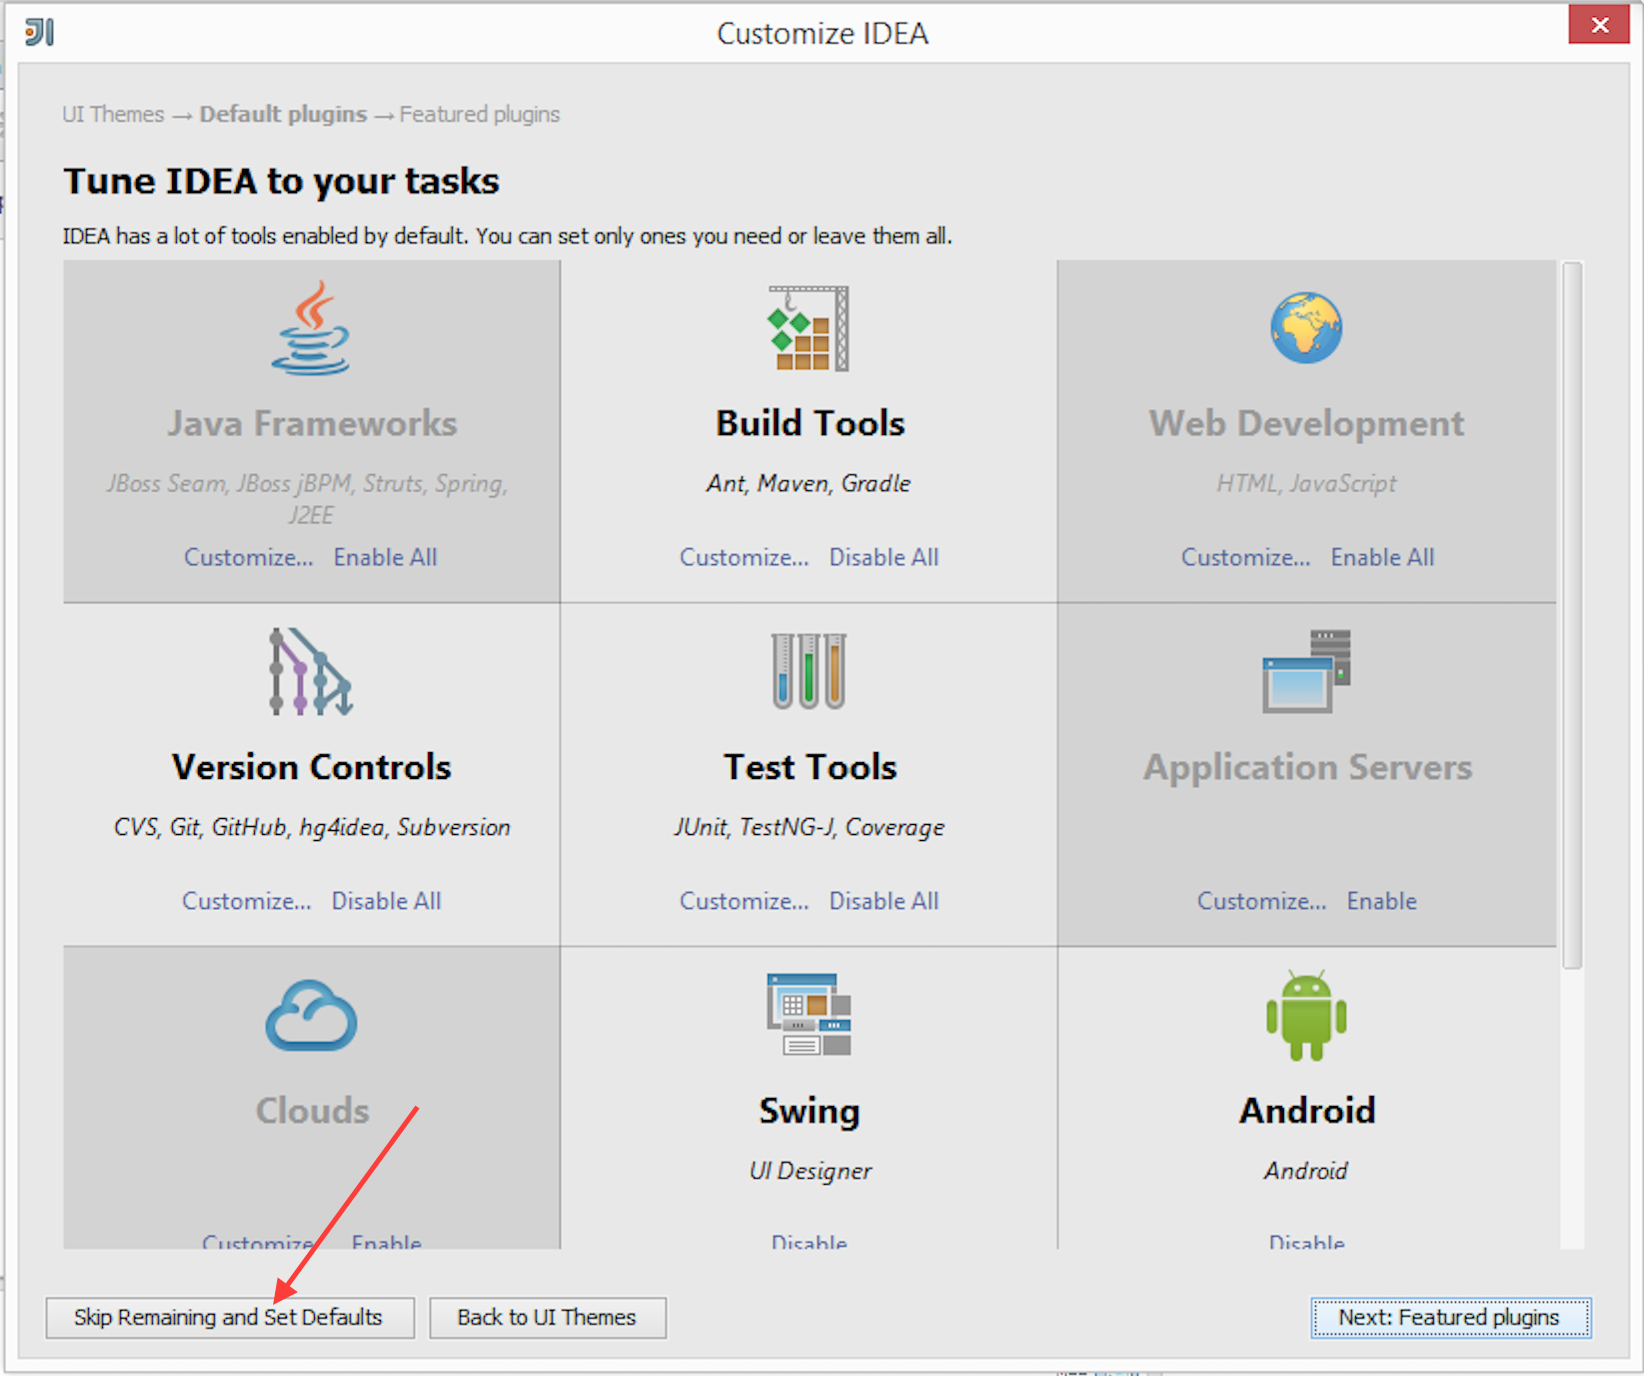 Customize IDEA
UI Themes → Default plugins → Featured plugins
Tune IDEA to your tasks
IDEA has a lot of tools enabled by default. You can set only ones you need or leave them all.
Java Frameworks
JBoss Seam, JBoss jBPM, Struts, Spring,
J2EE
Customize... Enable All
Build Tools
Ant, Maven, Gradle
Customize... Disable All
Web Development
HTML, JavaScript
Customize... Enable All
Version Controls
CVS, Git, GitHub, hg4idea, Subversion
Customize... Disable All
Test Tools
JUnit, TestNG-J, Coverage
Customize... Disable All
Application Servers
Customize... Enable
Clouds
Customize Enable
Swing
UI Designer
Disable
Android
Android
Disable
Skip Remaining and Set Defaults
Back to UI Themes
Next: Featured plugins